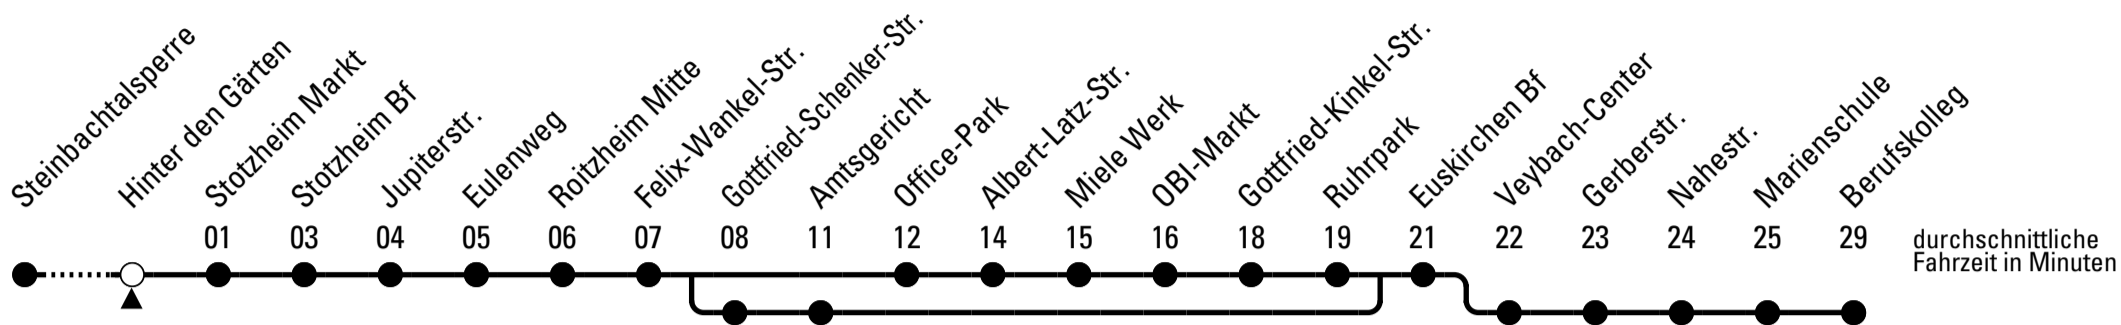 Steinbachtalsperre
Hinter den Gärten
Stotzheim Markt
Stotzheim Bf
Jupiterstr.
Eulenweg
Roitzheim Mitte
Felix-Wankel-Str.
Gottfried-Schenker-Str.
Amtsgericht
Office-Park
Albert-Latz-Str.
Miele Werk
OBI-Markt
Gottfried-Kinkel-Str.
Ruhrpark
Euskirchen Bf
Veybach-Center
Gerberstr.
Nahestr.
Marienschule
Berufskolleg
01 03 04 05 06 07 08 11 12 14 15 16 18 19 21 22 23 24 25 29
durchschnittliche
Fahrzeit in Minuten